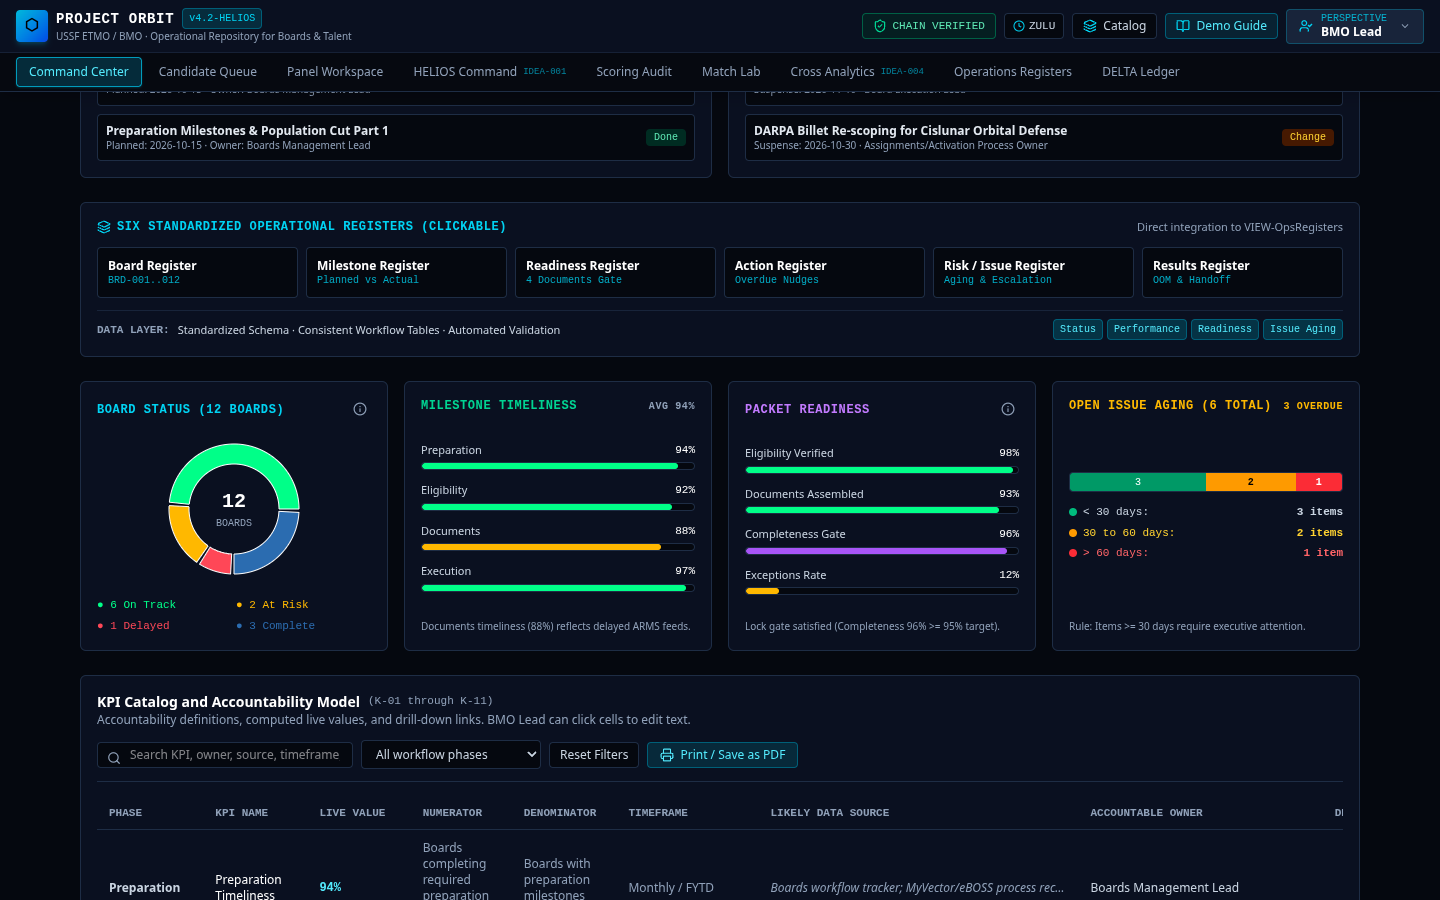 PROJECT ORBIT v4.2-HELIOS
USSF ETMO / BMO · Operational Repository for Boards & Talent
CHAIN VERIFIED
ZULU
Catalog
Demo Guide
PERSPECTIVE
BMO Lead
Command Center
Candidate Queue
Panel Workspace
HELIOS Command IDEA-001
Scoring Audit
Match Lab
Cross Analytics IDEA-004
Operations Registers
DELTA Ledger
Preparation Milestones & Population Cut Part 1
Planned: 2026-10-15 · Owner: Boards Management Lead
Done
DARPA Billet Re-scoping for Cislunar Orbital Defense
Suspense: 2026-10-30 · Assignments/Activation Process Owner
Change
SIX STANDARDIZED OPERATIONAL REGISTERS (CLICKABLE)
Direct integration to VIEW-OpsRegisters
Board Register
BRD-001..012
Milestone Register
Planned vs Actual
Readiness Register
4 Documents Gate
Action Register
Overdue Nudges
Risk / Issue Register
Aging & Escalation
Results Register
OOM & Handoff
DATA LAYER: Standardized Schema · Consistent Workflow Tables · Automated Validation
Status
Performance
Readiness
Issue Aging
BOARD STATUS (12 BOARDS)
12
BOARDS
● 6 On Track
● 2 At Risk
● 1 Delayed
● 3 Complete
MILESTONE TIMELINESS
AVG 94%
Preparation 94%
Eligibility 92%
Documents 88%
Execution 97%
Documents timeliness (88%) reflects delayed ARMS feeds.
PACKET READINESS
Eligibility Verified 98%
Documents Assembled 93%
Completeness Gate 96%
Exceptions Rate 12%
Lock gate satisfied (Completeness 96% >= 95% target).
OPEN ISSUE AGING (6 TOTAL)
3 OVERDUE
3 2 1
< 30 days: 3 items
30 to 60 days: 2 items
> 60 days: 1 item
Rule: Items >= 30 days require executive attention.
KPI Catalog and Accountability Model (K-01 through K-11)
Accountability definitions, computed live values, and drill-down links. BMO Lead can click cells to edit text.
Search KPI, owner, source, timeframe
All workflow phases
Reset Filters
Print / Save as PDF
PHASE KPI NAME LIVE VALUE NUMERATOR DENOMINATOR TIMEFRAME LIKELY DATA SOURCE ACCOUNTABLE OWNER
Preparation
Preparation
Timeliness
94%
Boards
completing
required
preparation
Boards with
preparation
milestones
Monthly / FYTD
Boards workflow tracker; MyVector/eBOSS process rec...
Boards Management Lead